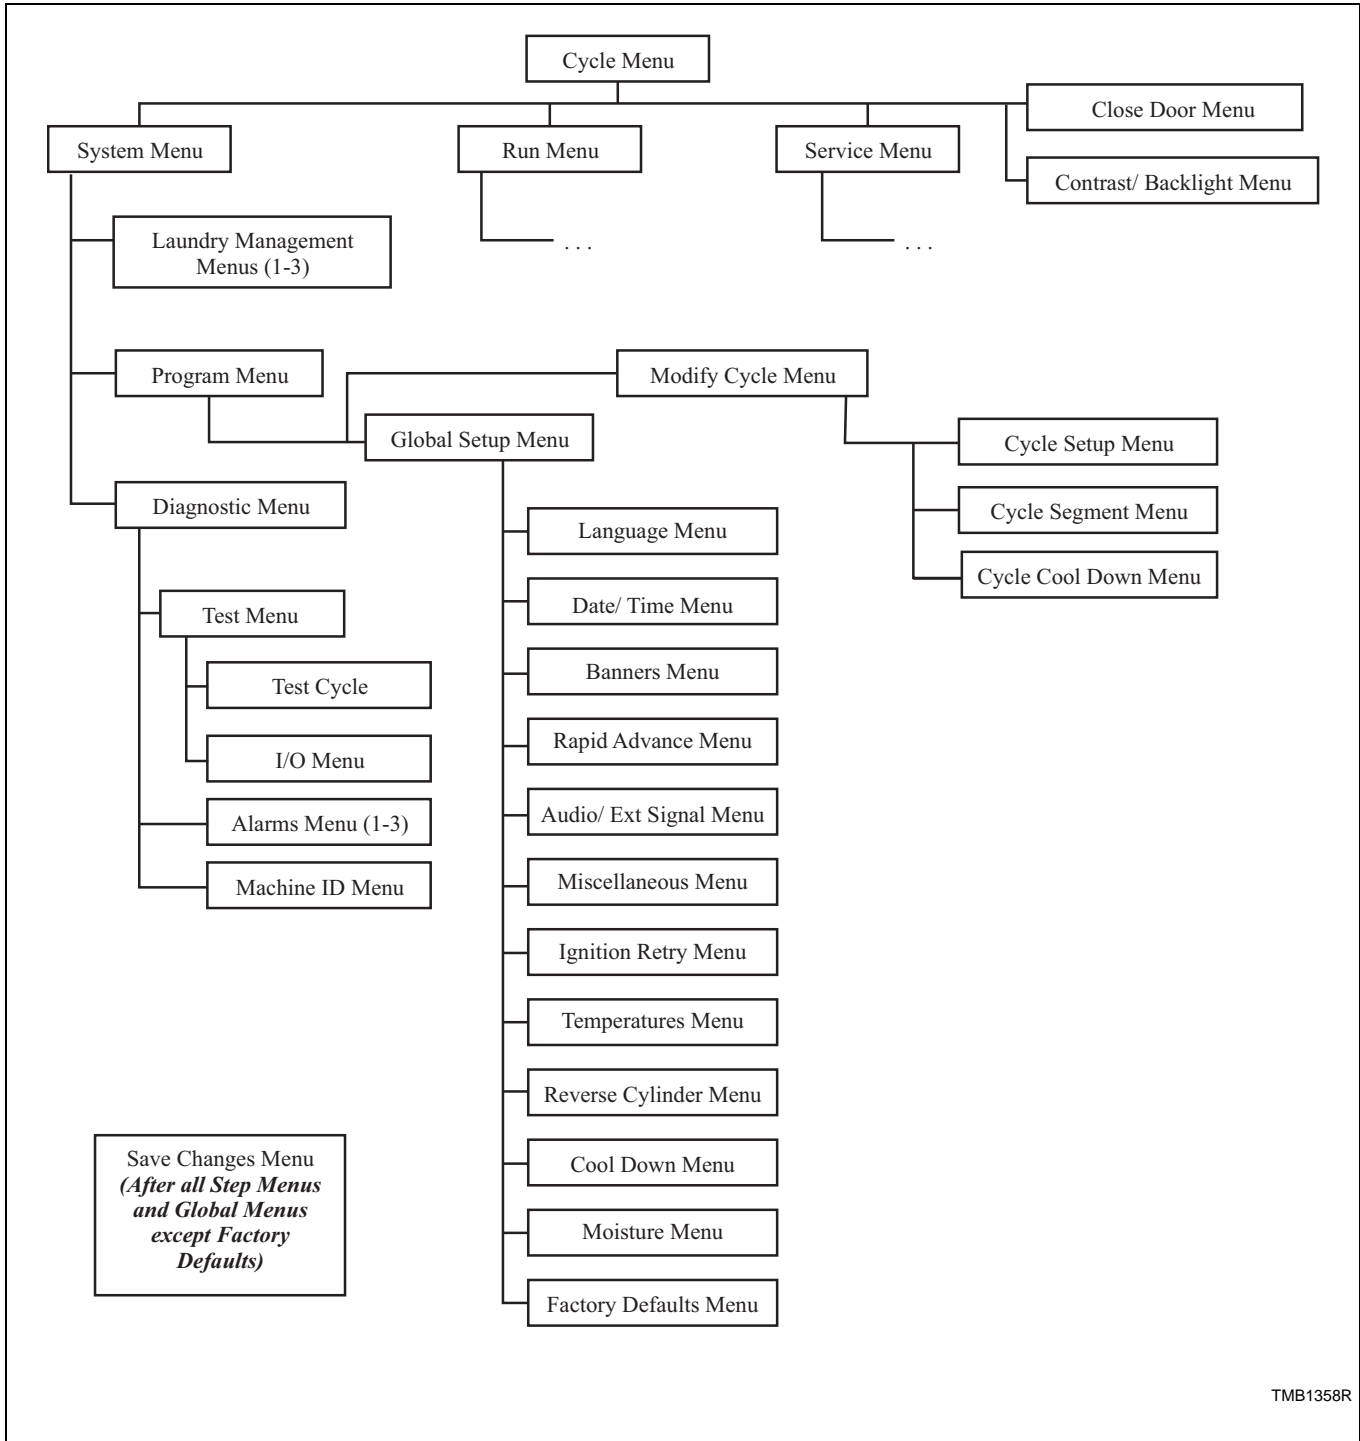 Cycle Menu
Close Door Menu
System Menu
Run Menu
Service Menu
Contrast/ Backlight Menu
Laundry Management
Menus (1-3)
. . .
. . .
Program Menu
Modify Cycle Menu
Global Setup Menu
Cycle Setup Menu
Diagnostic Menu
Language Menu
Cycle Segment Menu
Cycle Cool Down Menu
Test Menu
Date/ Time Menu
Test Cycle
Banners Menu
I/O Menu
Rapid Advance Menu
Alarms Menu (1-3)
Audio/ Ext Signal Menu
Machine ID Menu
Miscellaneous Menu
Ignition Retry Menu
Temperatures Menu
Reverse Cylinder Menu
Cool Down Menu
Moisture Menu
Factory Defaults Menu
Save Changes Menu
(After all Step Menus
and Global Menus
except Factory
Defaults)
TMB1358R